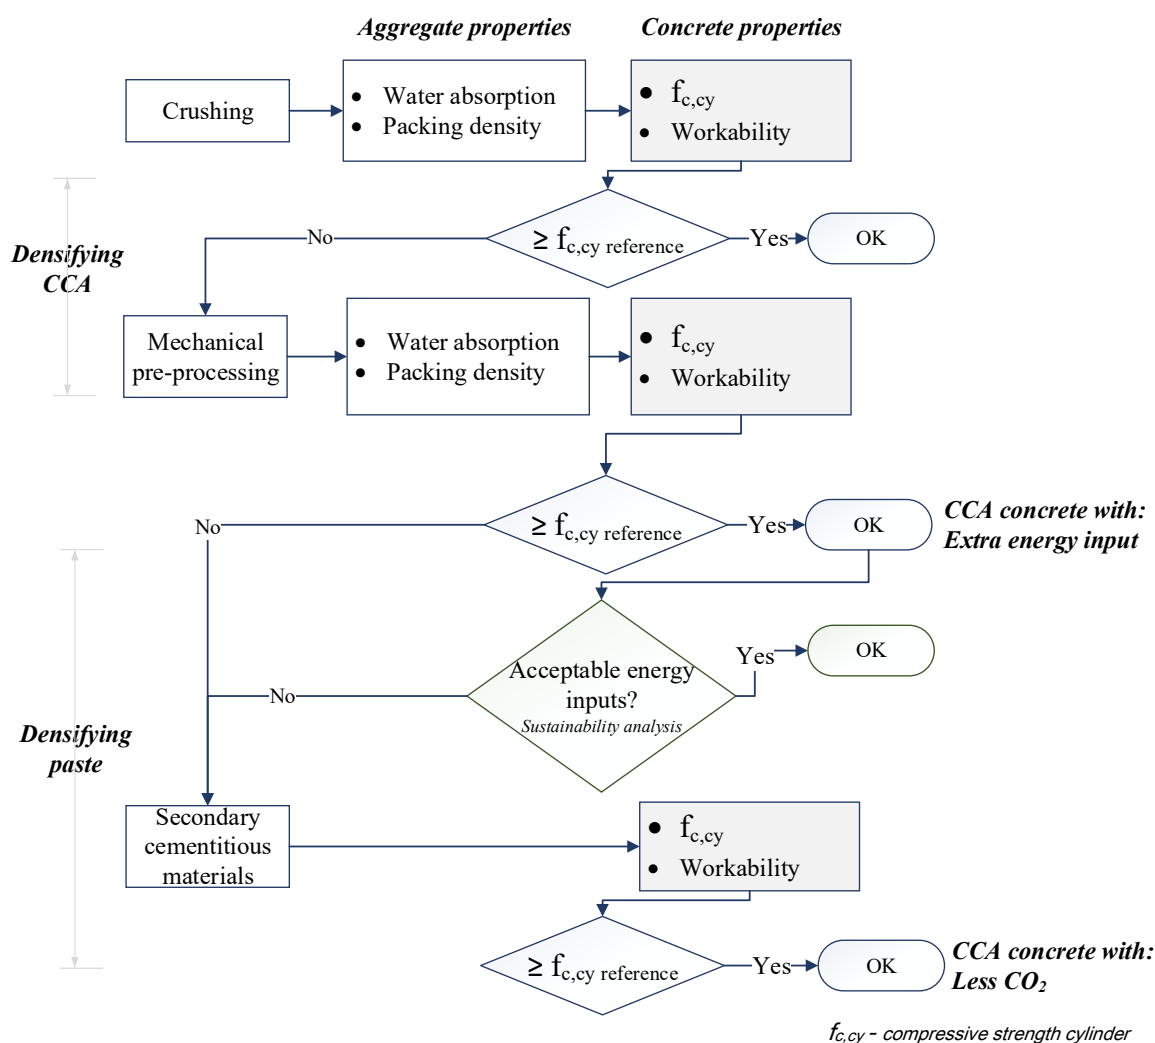 Aggregate properties
Concrete properties
Crushing
• Water absorption
• Packing density
• fc,cy
• Workability
≥ fc,cy reference
No
Yes
OK
Densifying
CCA
Mechanical
pre-processing
• Water absorption
• Packing density
• fc,cy
• Workability
≥ fc,cy reference
No
Yes
OK
CCA concrete with:
Extra energy input
Acceptable energy
inputs?
Sustainability analysis
No
Yes
OK
Densifying
paste
Secondary
cementitious
materials
• fc,cy
• Workability
≥ fc,cy reference
Yes
OK
CCA concrete with:
Less CO₂
fc,cy - compressive strength cylinder